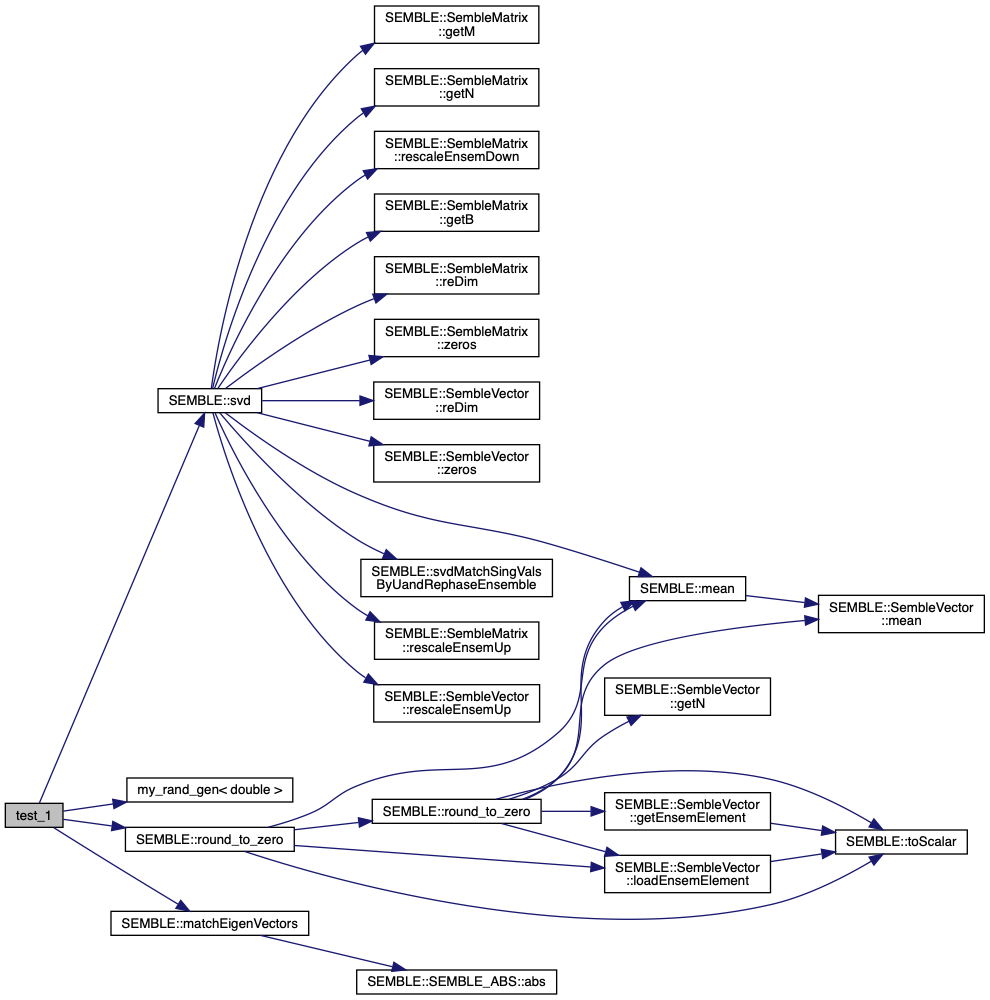 SEMBLE::SembleMatrix
::getM
SEMBLE::SembleMatrix
::getN
SEMBLE::SembleMatrix
::rescaleEnsemDown
SEMBLE::SembleMatrix
::getB
SEMBLE::SembleMatrix
::reDim
SEMBLE::SembleMatrix
::zeros
SEMBLE::svd
SEMBLE::SembleVector
::reDim
SEMBLE::SembleVector
::zeros
SEMBLE::svdMatchSingVals
ByUandRephaseEnsemble
SEMBLE::mean
SEMBLE::SembleVector
::mean
SEMBLE::SembleMatrix
::rescaleEnsemUp
SEMBLE::SembleVector
::rescaleEnsemUp
SEMBLE::SembleVector
::getN
my_rand_gen< double >
test_1
SEMBLE::round_to_zero
SEMBLE::round_to_zero
SEMBLE::SembleVector
::getEnsemElement
SEMBLE::toScalar
SEMBLE::SembleVector
::loadEnsemElement
SEMBLE::matchEigenVectors
SEMBLE::SEMBLE_ABS::abs